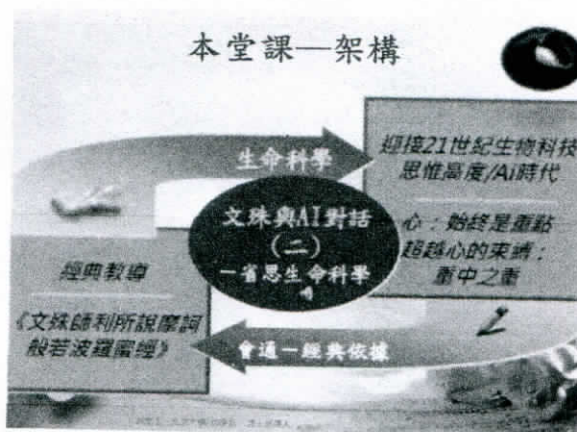 本堂課—架構
生命科學
迎接21世紀生物科技
思惟高度/Ai時代
心：始終是重點
超越心的束縛：
重中之重
文殊與AI對話
（二）
－省思生命科學
經典教導
《文殊師利所說摩訶
般若波羅蜜經》
會通－經典依據